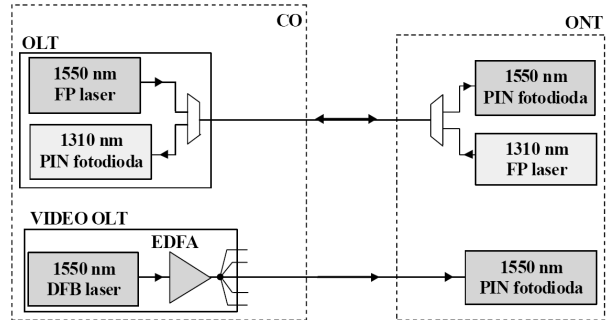 CO
ONT
OLT
1550 nm
FP laser
1310 nm
PIN fotodioda
1550 nm
PIN fotodioda
1310 nm
FP laser
VIDEO OLT
EDFA
1550 nm
DFB laser
1550 nm
PIN fotodioda